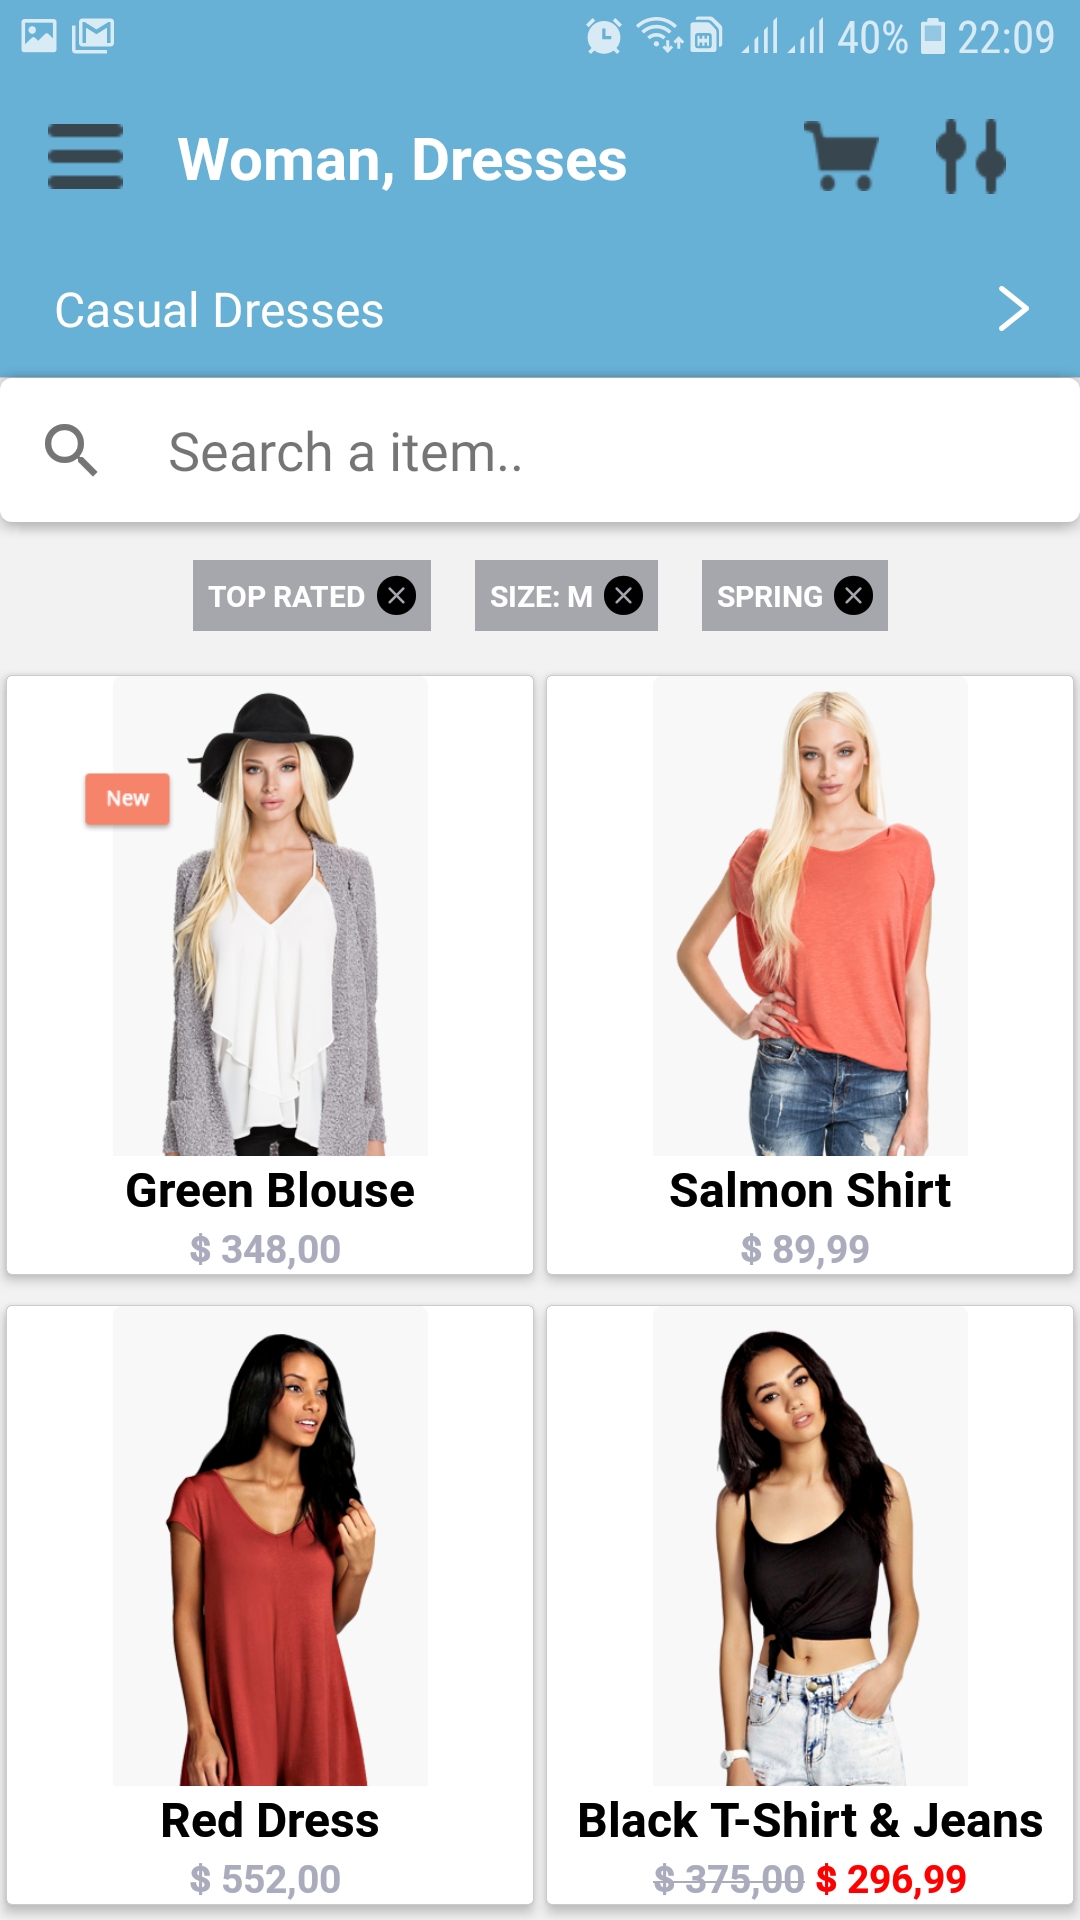 40% 22:09
Woman, Dresses
Casual Dresses
Search a item..
TOP RATED SIZE: M SPRING
New
Green Blouse
$ 348,00
Salmon Shirt
$ 89,99
Red Dress
$ 552,00
Black T-Shirt & Jeans
$ 375,00 $ 296,99